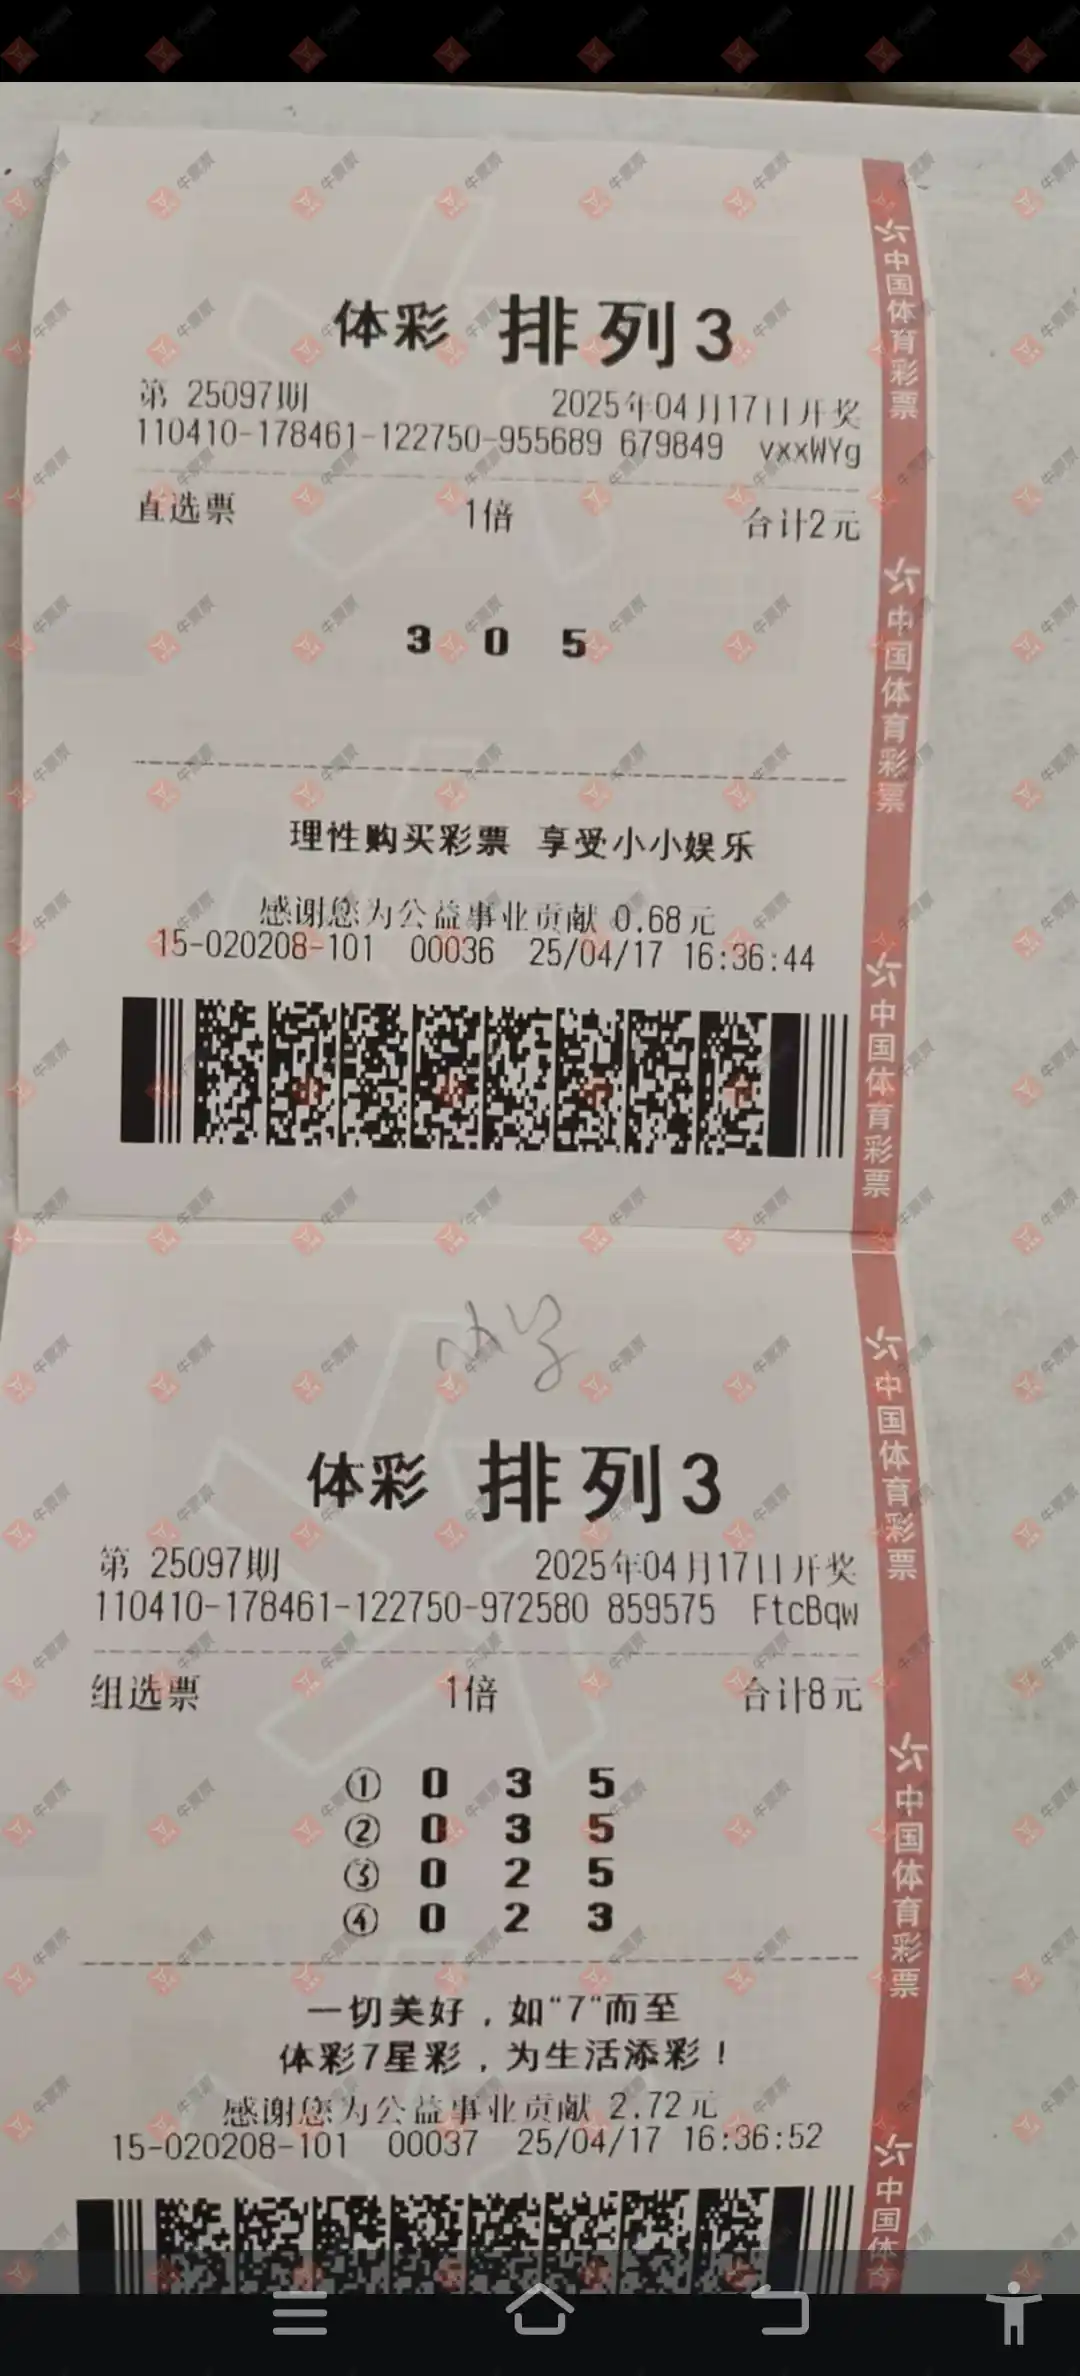 体彩 排列3
第 25097期 2025年04月17日开奖
110410-178461-122750-955689 679849 vxxWYg
直选票 1倍 合计2元
3 0 5
理性购买彩票 享受小小娱乐
感谢您为公益事业贡献 0.68元
15-020208-101 00036 25/04/17 16:36:44
中国体育彩票
中国体育彩票
中国体育彩票
体彩 排列3
第 25097期 2025年04月17日开奖
110410-178461-122750-972580 859575 FtcBqw
组选票 1倍 合计8元
① 0 3 5
② 0 3 5
③ 0 2 5
④ 0 2 3
一切美好，如“7”而至
体彩7星彩，为生活添彩！
感谢您为公益事业贡献 2.72元
15-020208-101 00037 25/04/17 16:36:52
中国体育彩票
中国体育彩票
中国体育